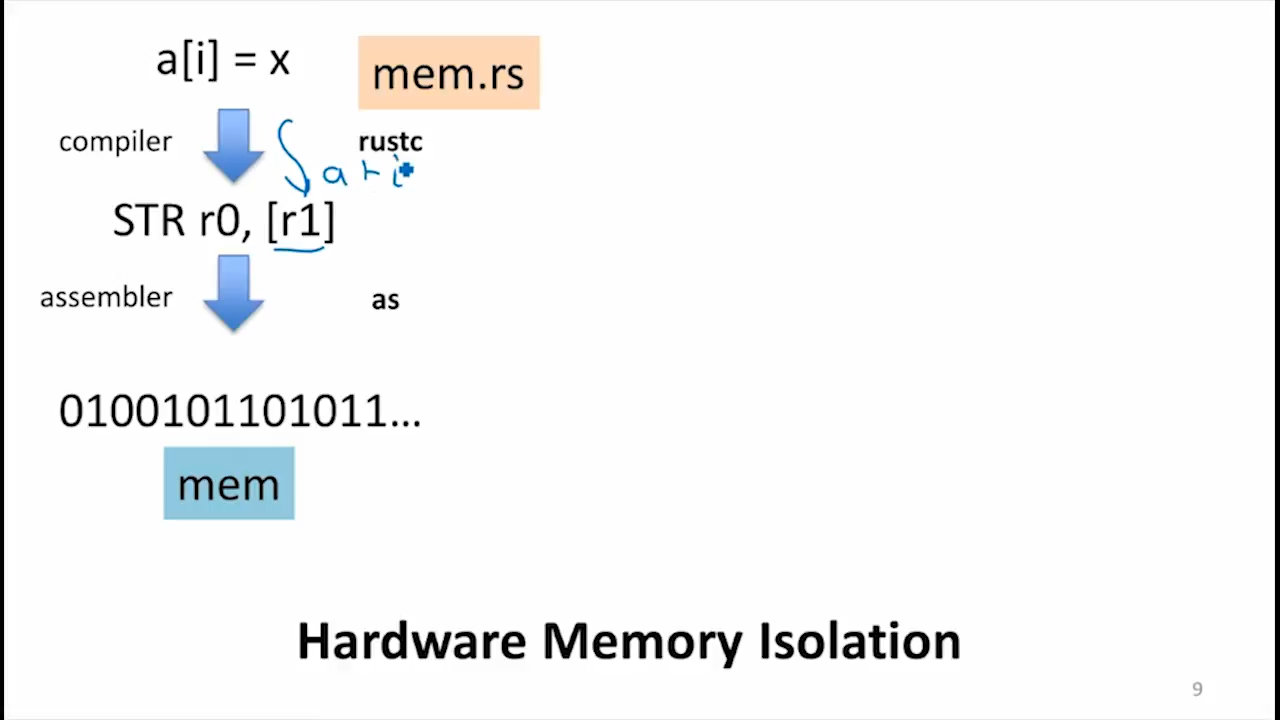 a[i] = x
mem.rs
compiler
rustc
a + i
STR r0, [r1]
assembler
as
0100101101011...
mem
Hardware Memory Isolation
9